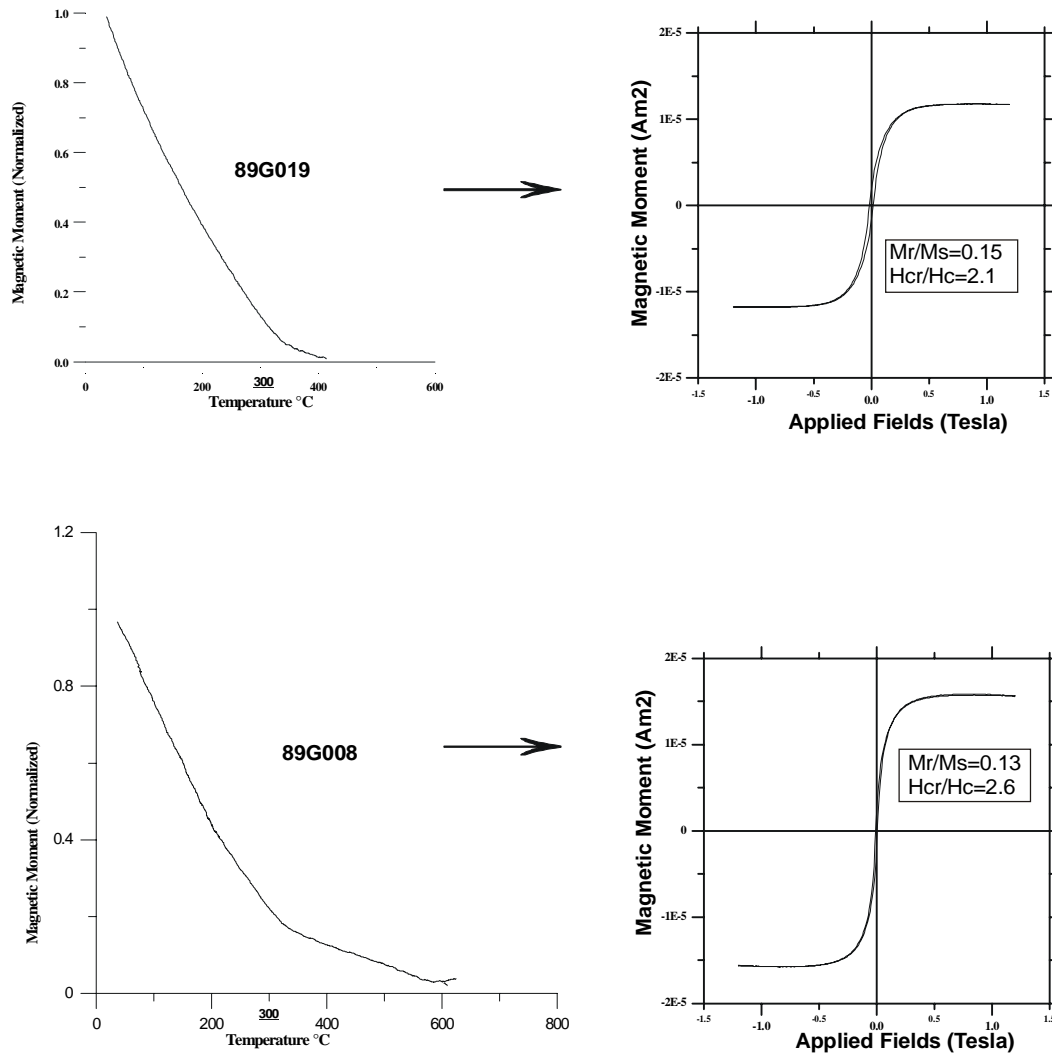 Magnetic Moment (Normalized)
1.0
0.8
0.6
0.4
0.2
0.0
0
200
300
400
600
Temperature °C
89G019
Magnetic Moment (Am2)
2E-5
1E-5
0
-1E-5
-2E-5
Mr/Ms=0.15
Hcr/Hc=2.1
-1.5
-1.0
-0.5
0.0
0.5
1.0
1.5
Applied Fields (Tesla)
Magnetic Moment (Normalized)
1.2
0.8
0.4
0
0
200
300
400
600
800
Temperature °C
89G008
Magnetic Moment (Am2)
2E-5
1E-5
0
-1E-5
-2E-5
Mr/Ms=0.13
Hcr/Hc=2.6
-1.5
-1.0
-0.5
0.0
0.5
1.0
1.5
Applied Fields (Tesla)